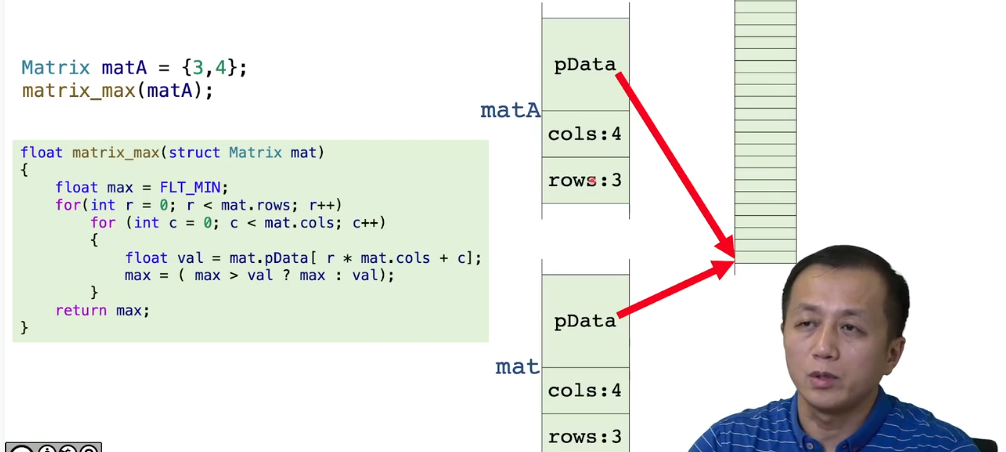 Matrix matA = {3,4};
matrix_max(matA);
float matrix_max(struct Matrix mat)
{
    float max = FLT_MIN;
    for(int r = 0; r < mat.rows; r++)
        for (int c = 0; c < mat.cols; c++)
        {
            float val = mat.pData[ r * mat.cols + c];
            max = ( max > val ? max : val);
        }
    return max;
}
matA
pData
cols:4
rows:3
mat
pData
cols:4
rows:3